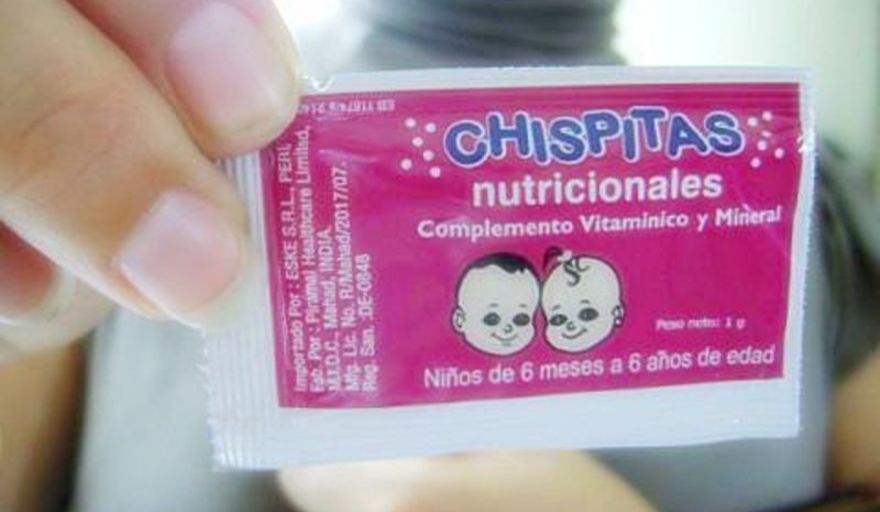 CHISPITAS
nutricionales
Complemento Vitamínico y Mineral
Peso neto: 1 g
Niños de 6 meses a 6 años de edad
Importado Por : ESKE S.R.L., PERU
Fab. Por : Piramal Healthcare Limited,
M.I.D.C., Mahad, INDIA.
Mfg. Lic. No. R/Mahad/2017/07.
Reg. San. :DE-0848